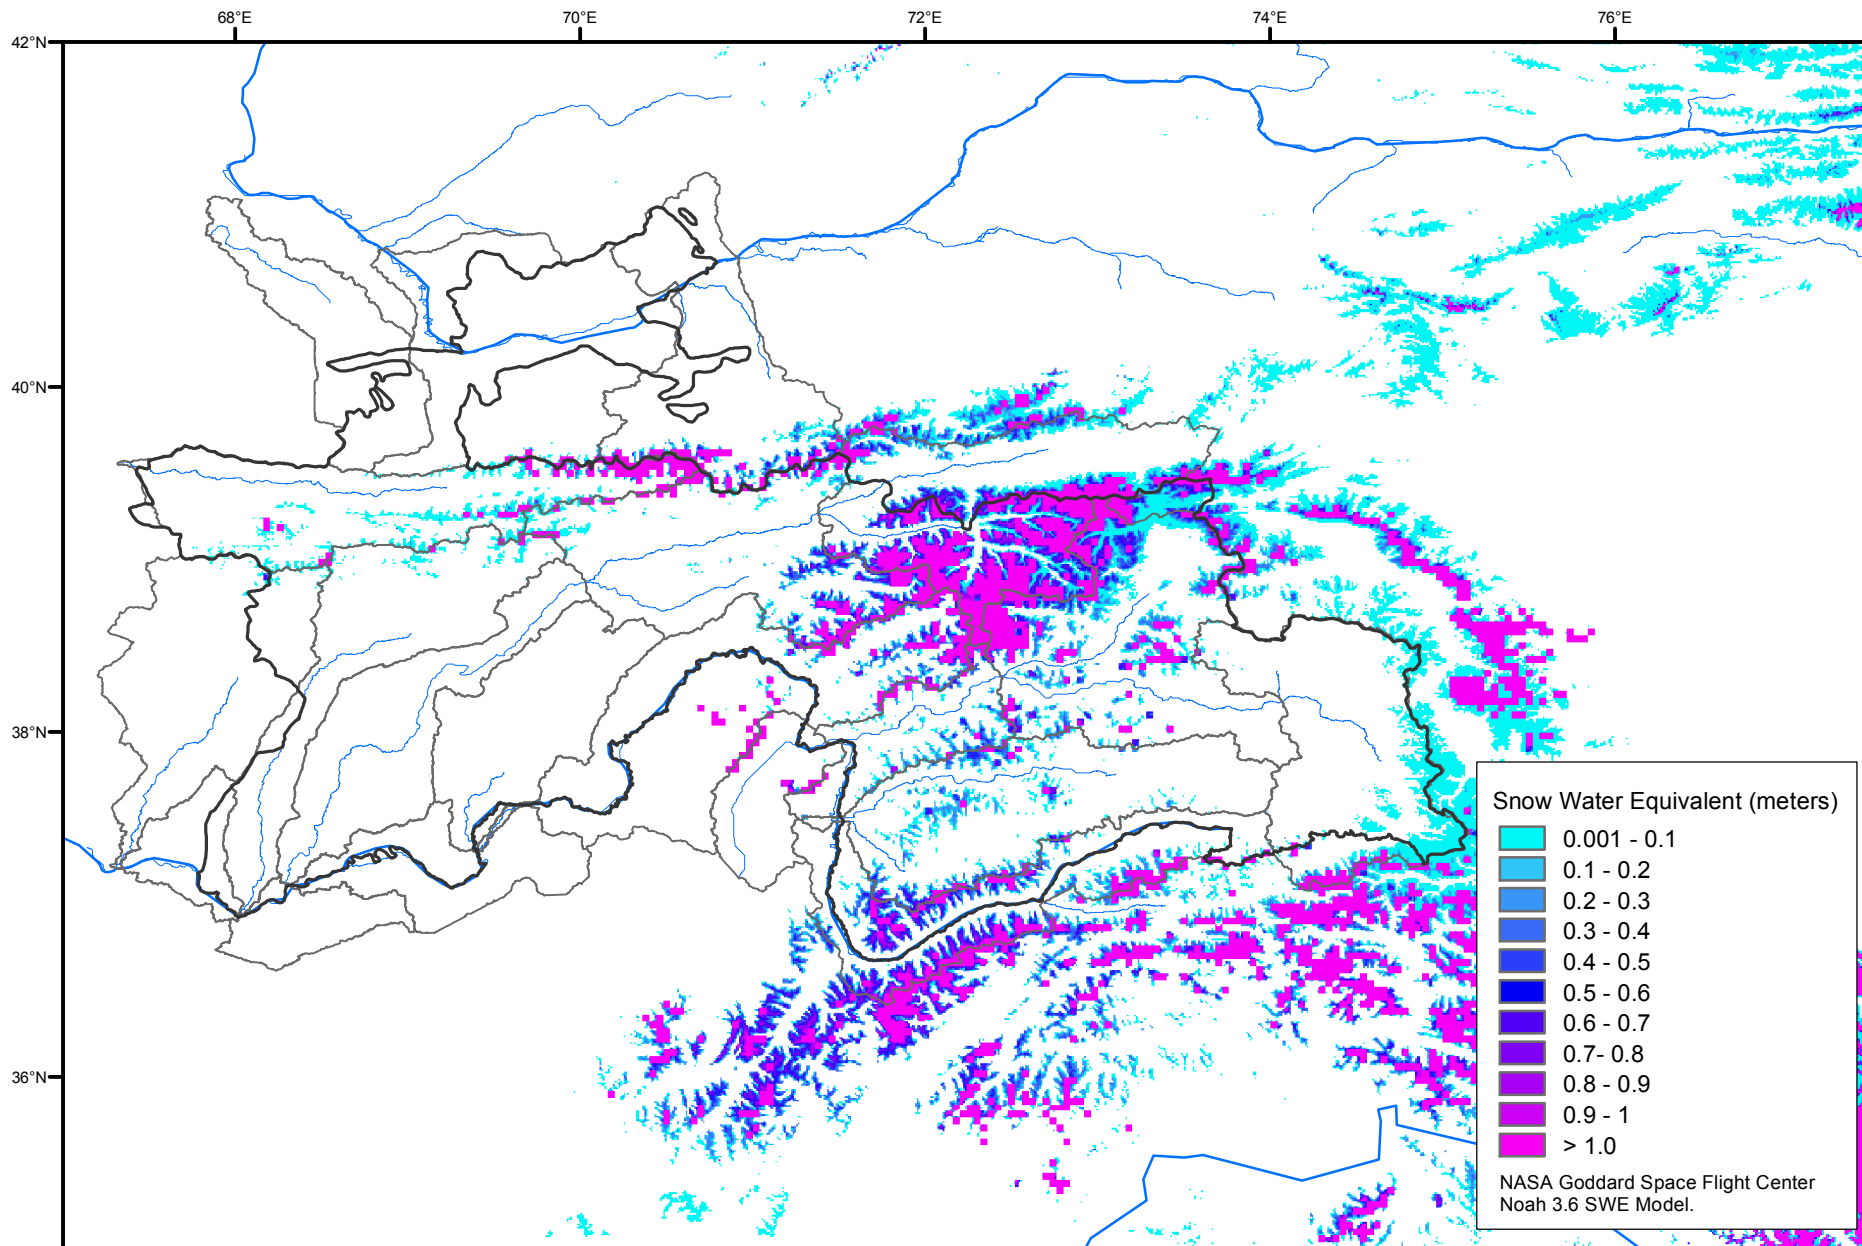 68°E 70°E 72°E 74°E 76°E
42°N
40°N
38°N
36°N
Snow Water Equivalent (meters)
0.001 - 0.1
0.1 - 0.2
0.2 - 0.3
0.3 - 0.4
0.4 - 0.5
0.5 - 0.6
0.6 - 0.7
0.7- 0.8
0.8 - 0.9
0.9 - 1
> 1.0
NASA Goddard Space Flight Center
Noah 3.6 SWE Model.